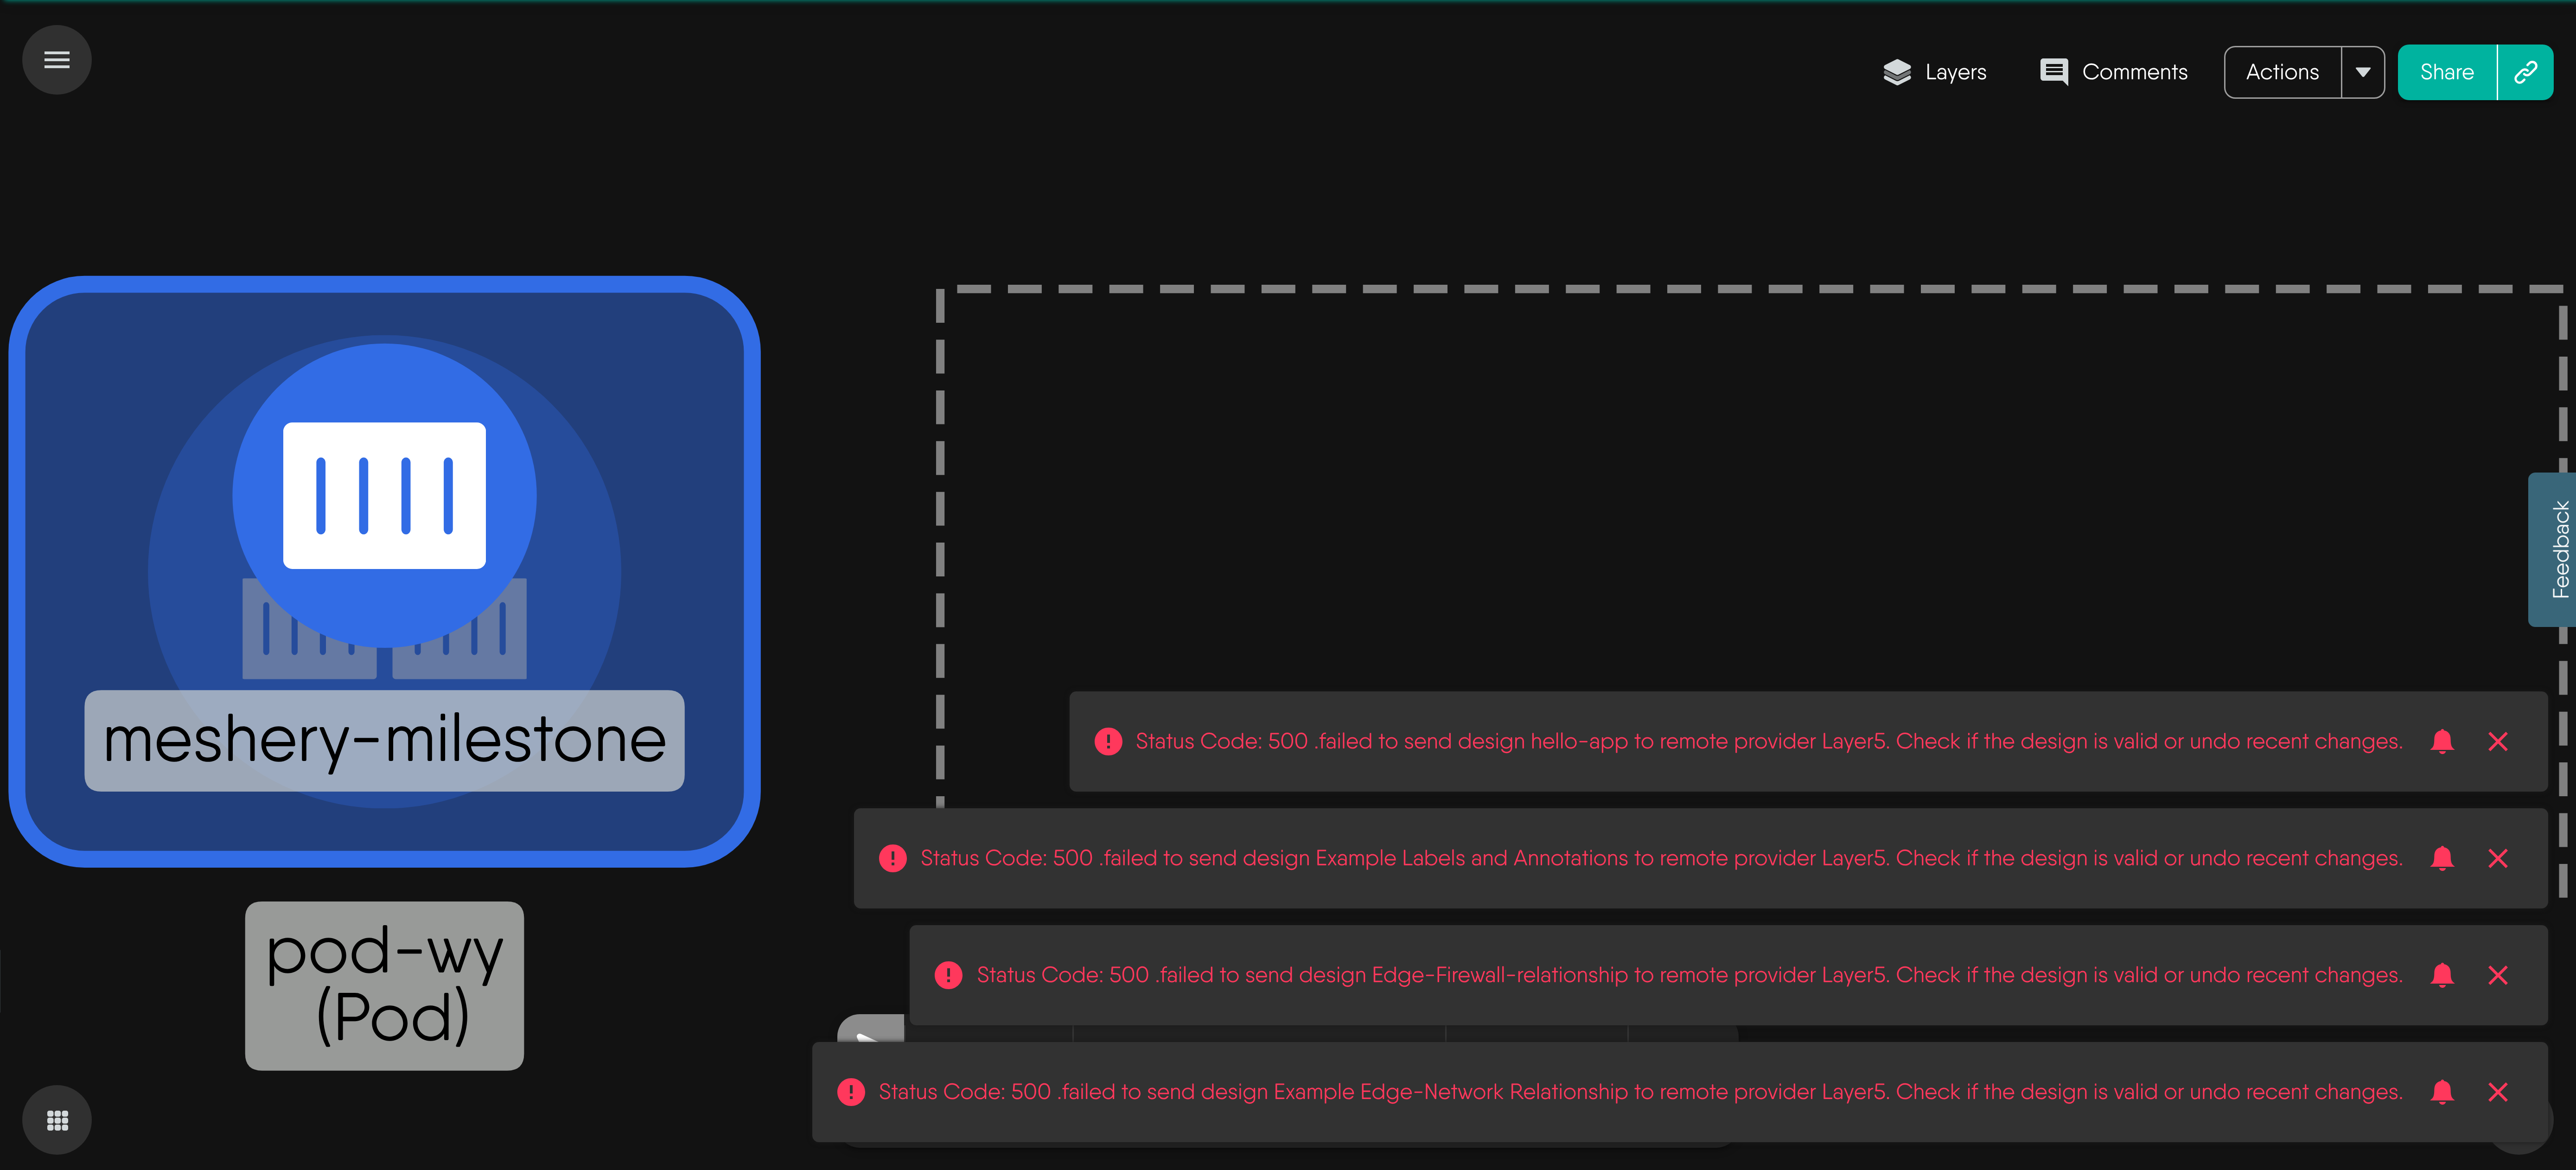 Layers
Comments
Actions
Share
Feedback
meshery-milestone
pod-wy
(Pod)
Status Code: 500 .failed to send design hello-app to remote provider Layer5. Check if the design is valid or undo recent changes.
Status Code: 500 .failed to send design Example Labels and Annotations to remote provider Layer5. Check if the design is valid or undo recent changes.
Status Code: 500 .failed to send design Edge-Firewall-relationship to remote provider Layer5. Check if the design is valid or undo recent changes.
Status Code: 500 .failed to send design Example Edge-Network Relationship to remote provider Layer5. Check if the design is valid or undo recent changes.